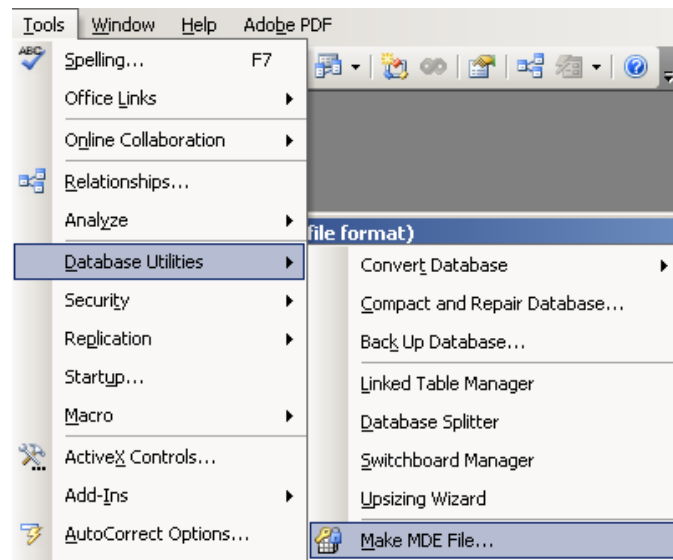 Tools Window Help Adobe PDF
ABC
Spelling... F7
Office Links
Online Collaboration
Relationships...
Analyze
file format)
Database Utilities
Convert Database
Security
Compact and Repair Database...
Replication
Back Up Database...
Startup...
Linked Table Manager
Macro
Database Splitter
ActiveX Controls...
Switchboard Manager
Add-Ins
Upsizing Wizard
AutoCorrect Options...
Make MDE File...